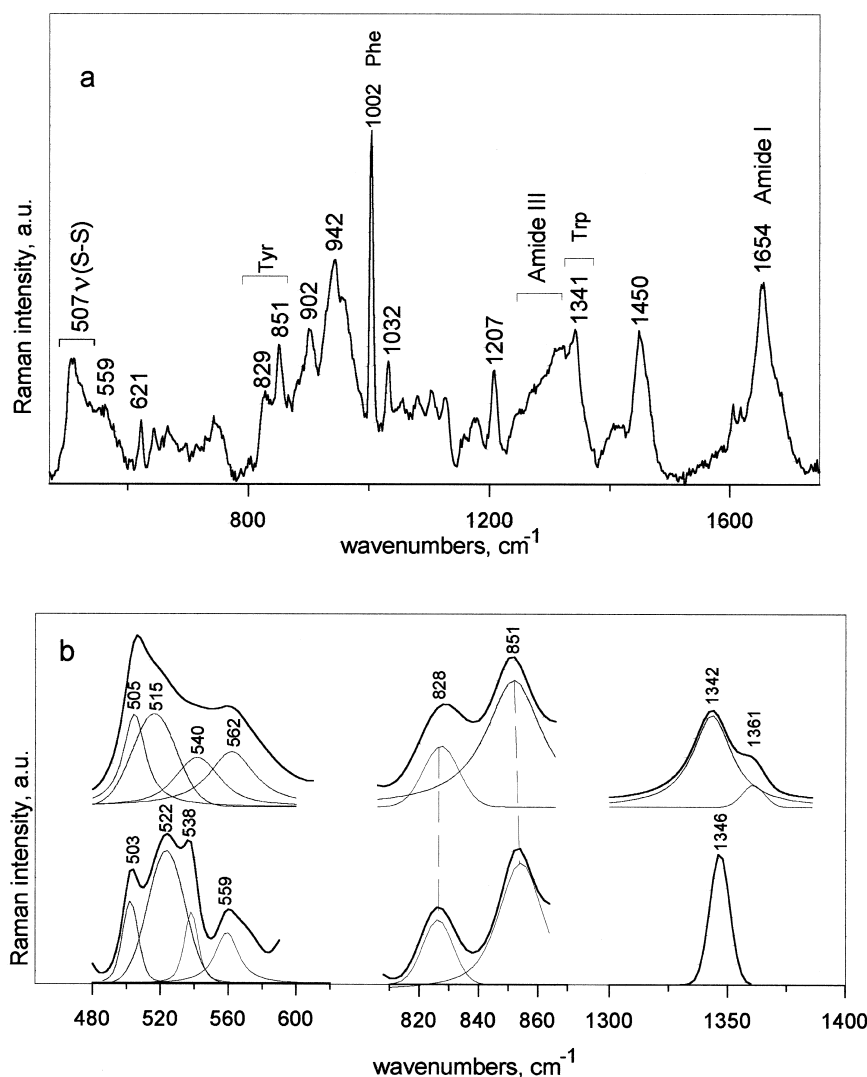 a
Raman intensity, a.u.
507 ν(S-S)
559
621
829
Tyr
851
902
942
1002 Phe
1032
1207
Amide III
Trp
1341
1450
1654 Amide I
800 1200 1600
wavenumbers, cm-1
b
Raman intensity, a.u.
505
515
540
562
828
851
1342
1361
503
522
538
559
1346
480 520 560 600 820 840 860 1300 1350 1400
wavenumbers, cm-1